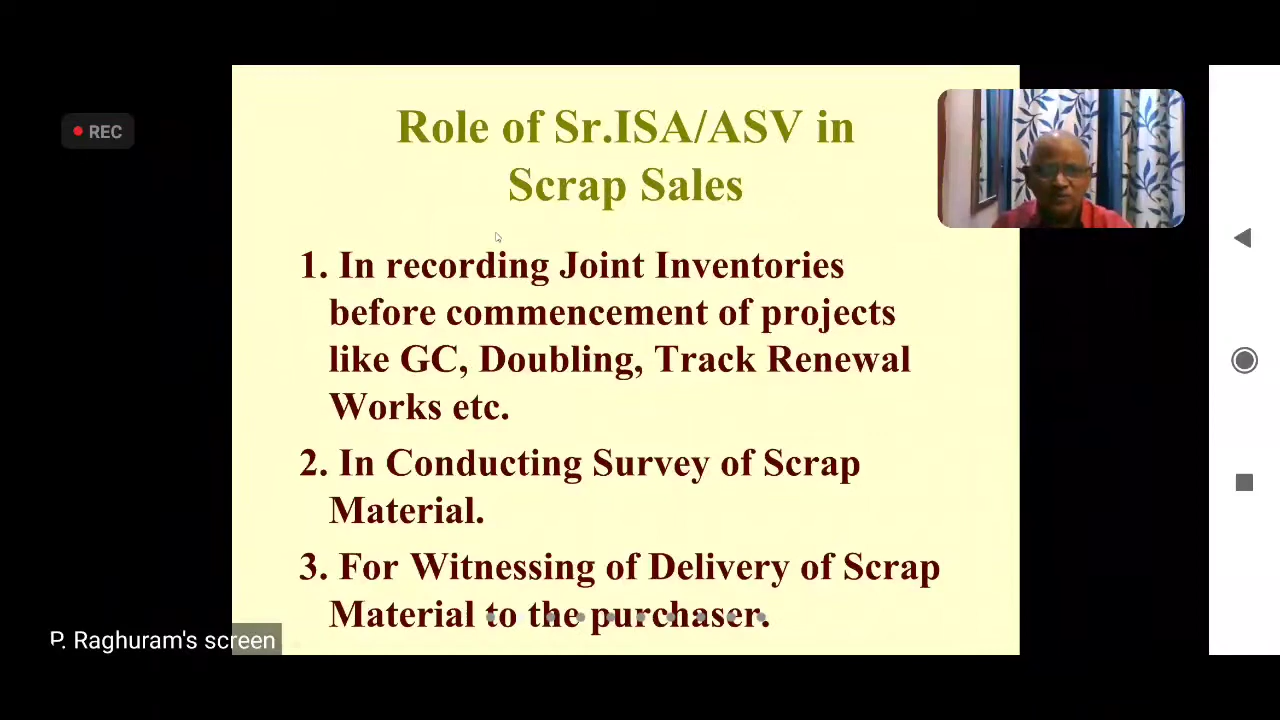 REC
Role of Sr.ISA/ASV in
Scrap Sales
1. In recording Joint Inventories
before commencement of projects
like GC, Doubling, Track Renewal
Works etc.
2. In Conducting Survey of Scrap
Material.
3. For Witnessing of Delivery of Scrap
Material to the purchaser.
P. Raghuram's screen